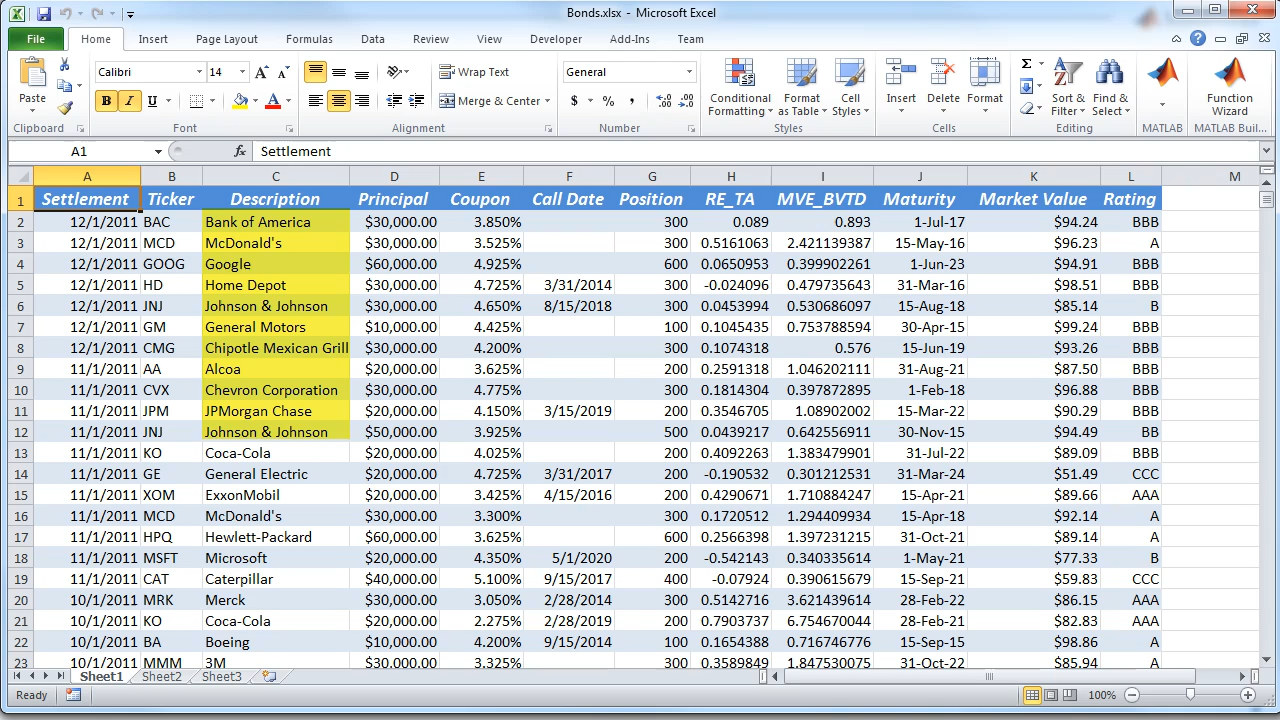 Bonds.xlsx - Microsoft Excel
File Home Insert Page Layout Formulas Data Review View Developer Add-Ins Team
Calibri 14 Wrap Text General
Paste B I U A Merge & Center $ % , Conditional Formatting Format as Table Cell Styles Insert Delete Format Sort & Filter Find & Select Function Wizard
Clipboard Font Alignment Number Styles Cells Editing MATLAB MATLAB Buil...
A1 fx Settlement
A B C D E F G H I J K L M
1 Settlement Ticker Description Principal Coupon Call Date Position RE_TA MVE_BVTD Maturity Market Value Rating
2 12/1/2011 BAC Bank of America $30,000.00 3.850% 300 0.089 0.893 1-Jul-17 $94.24 BBB
3 12/1/2011 MCD McDonald's $30,000.00 3.525% 300 0.5161063 2.421139387 15-May-16 $96.23 A
4 12/1/2011 GOOG Google $60,000.00 4.925% 600 0.0650953 0.399902261 1-Jun-23 $94.91 BBB
5 12/1/2011 HD Home Depot $30,000.00 4.725% 3/31/2014 300 -0.024096 0.479735643 31-Mar-16 $98.51 BBB
6 12/1/2011 JNJ Johnson & Johnson $30,000.00 4.650% 8/15/2018 300 0.0453994 0.530686097 15-Aug-18 $85.14 B
7 12/1/2011 GM General Motors $10,000.00 4.425% 100 0.1045435 0.753788594 30-Apr-15 $99.24 BBB
8 12/1/2011 CMG Chipotle Mexican Grill $30,000.00 4.200% 300 0.1074318 0.576 15-Jun-19 $93.26 BBB
9 11/1/2011 AA Alcoa $20,000.00 3.625% 200 0.2591318 1.046202111 31-Aug-21 $87.50 BBB
10 11/1/2011 CVX Chevron Corporation $30,000.00 4.775% 300 0.1814304 0.397872895 1-Feb-18 $96.88 BBB
11 11/1/2011 JPM JPMorgan Chase $20,000.00 4.150% 3/15/2019 200 0.3546705 1.08902002 15-Mar-22 $90.29 BBB
12 11/1/2011 JNJ Johnson & Johnson $50,000.00 3.925% 500 0.0439217 0.642556911 30-Nov-15 $94.49 BB
13 11/1/2011 KO Coca-Cola $20,000.00 4.025% 200 0.4092263 1.383479901 31-Jul-22 $89.09 BBB
14 11/1/2011 GE General Electric $20,000.00 4.725% 3/31/2017 200 -0.190532 0.301212531 31-Mar-24 $51.49 CCC
15 11/1/2011 XOM ExxonMobil $20,000.00 3.425% 4/15/2016 200 0.4290671 1.710884247 15-Apr-21 $89.66 AAA
16 11/1/2011 MCD McDonald's $30,000.00 3.300% 300 0.1720512 1.294409934 15-Apr-18 $92.14 A
17 11/1/2011 HPQ Hewlett-Packard $60,000.00 3.625% 600 0.2566398 1.397231215 31-Oct-21 $89.14 A
18 11/1/2011 MSFT Microsoft $20,000.00 4.350% 5/1/2020 200 -0.542143 0.340335614 1-May-21 $77.33 B
19 11/1/2011 CAT Caterpillar $40,000.00 5.100% 9/15/2017 400 -0.07924 0.390615679 15-Sep-21 $59.83 CCC
20 10/1/2011 MRK Merck $30,000.00 3.050% 2/28/2014 300 0.5142716 3.621439614 28-Feb-22 $86.15 AAA
21 10/1/2011 KO Coca-Cola $20,000.00 2.275% 2/28/2019 200 0.7903737 6.754670044 28-Feb-21 $82.83 AAA
22 10/1/2011 BA Boeing $10,000.00 4.200% 9/15/2014 100 0.1654388 0.716746776 15-Sep-15 $98.86 A
23 10/1/2011 MMM 3M $30,000.00 3.325% 300 0.3589849 1.847530075 31-Oct-22 $85.94 A
Sheet1 Sheet2 Sheet3
Ready 100%